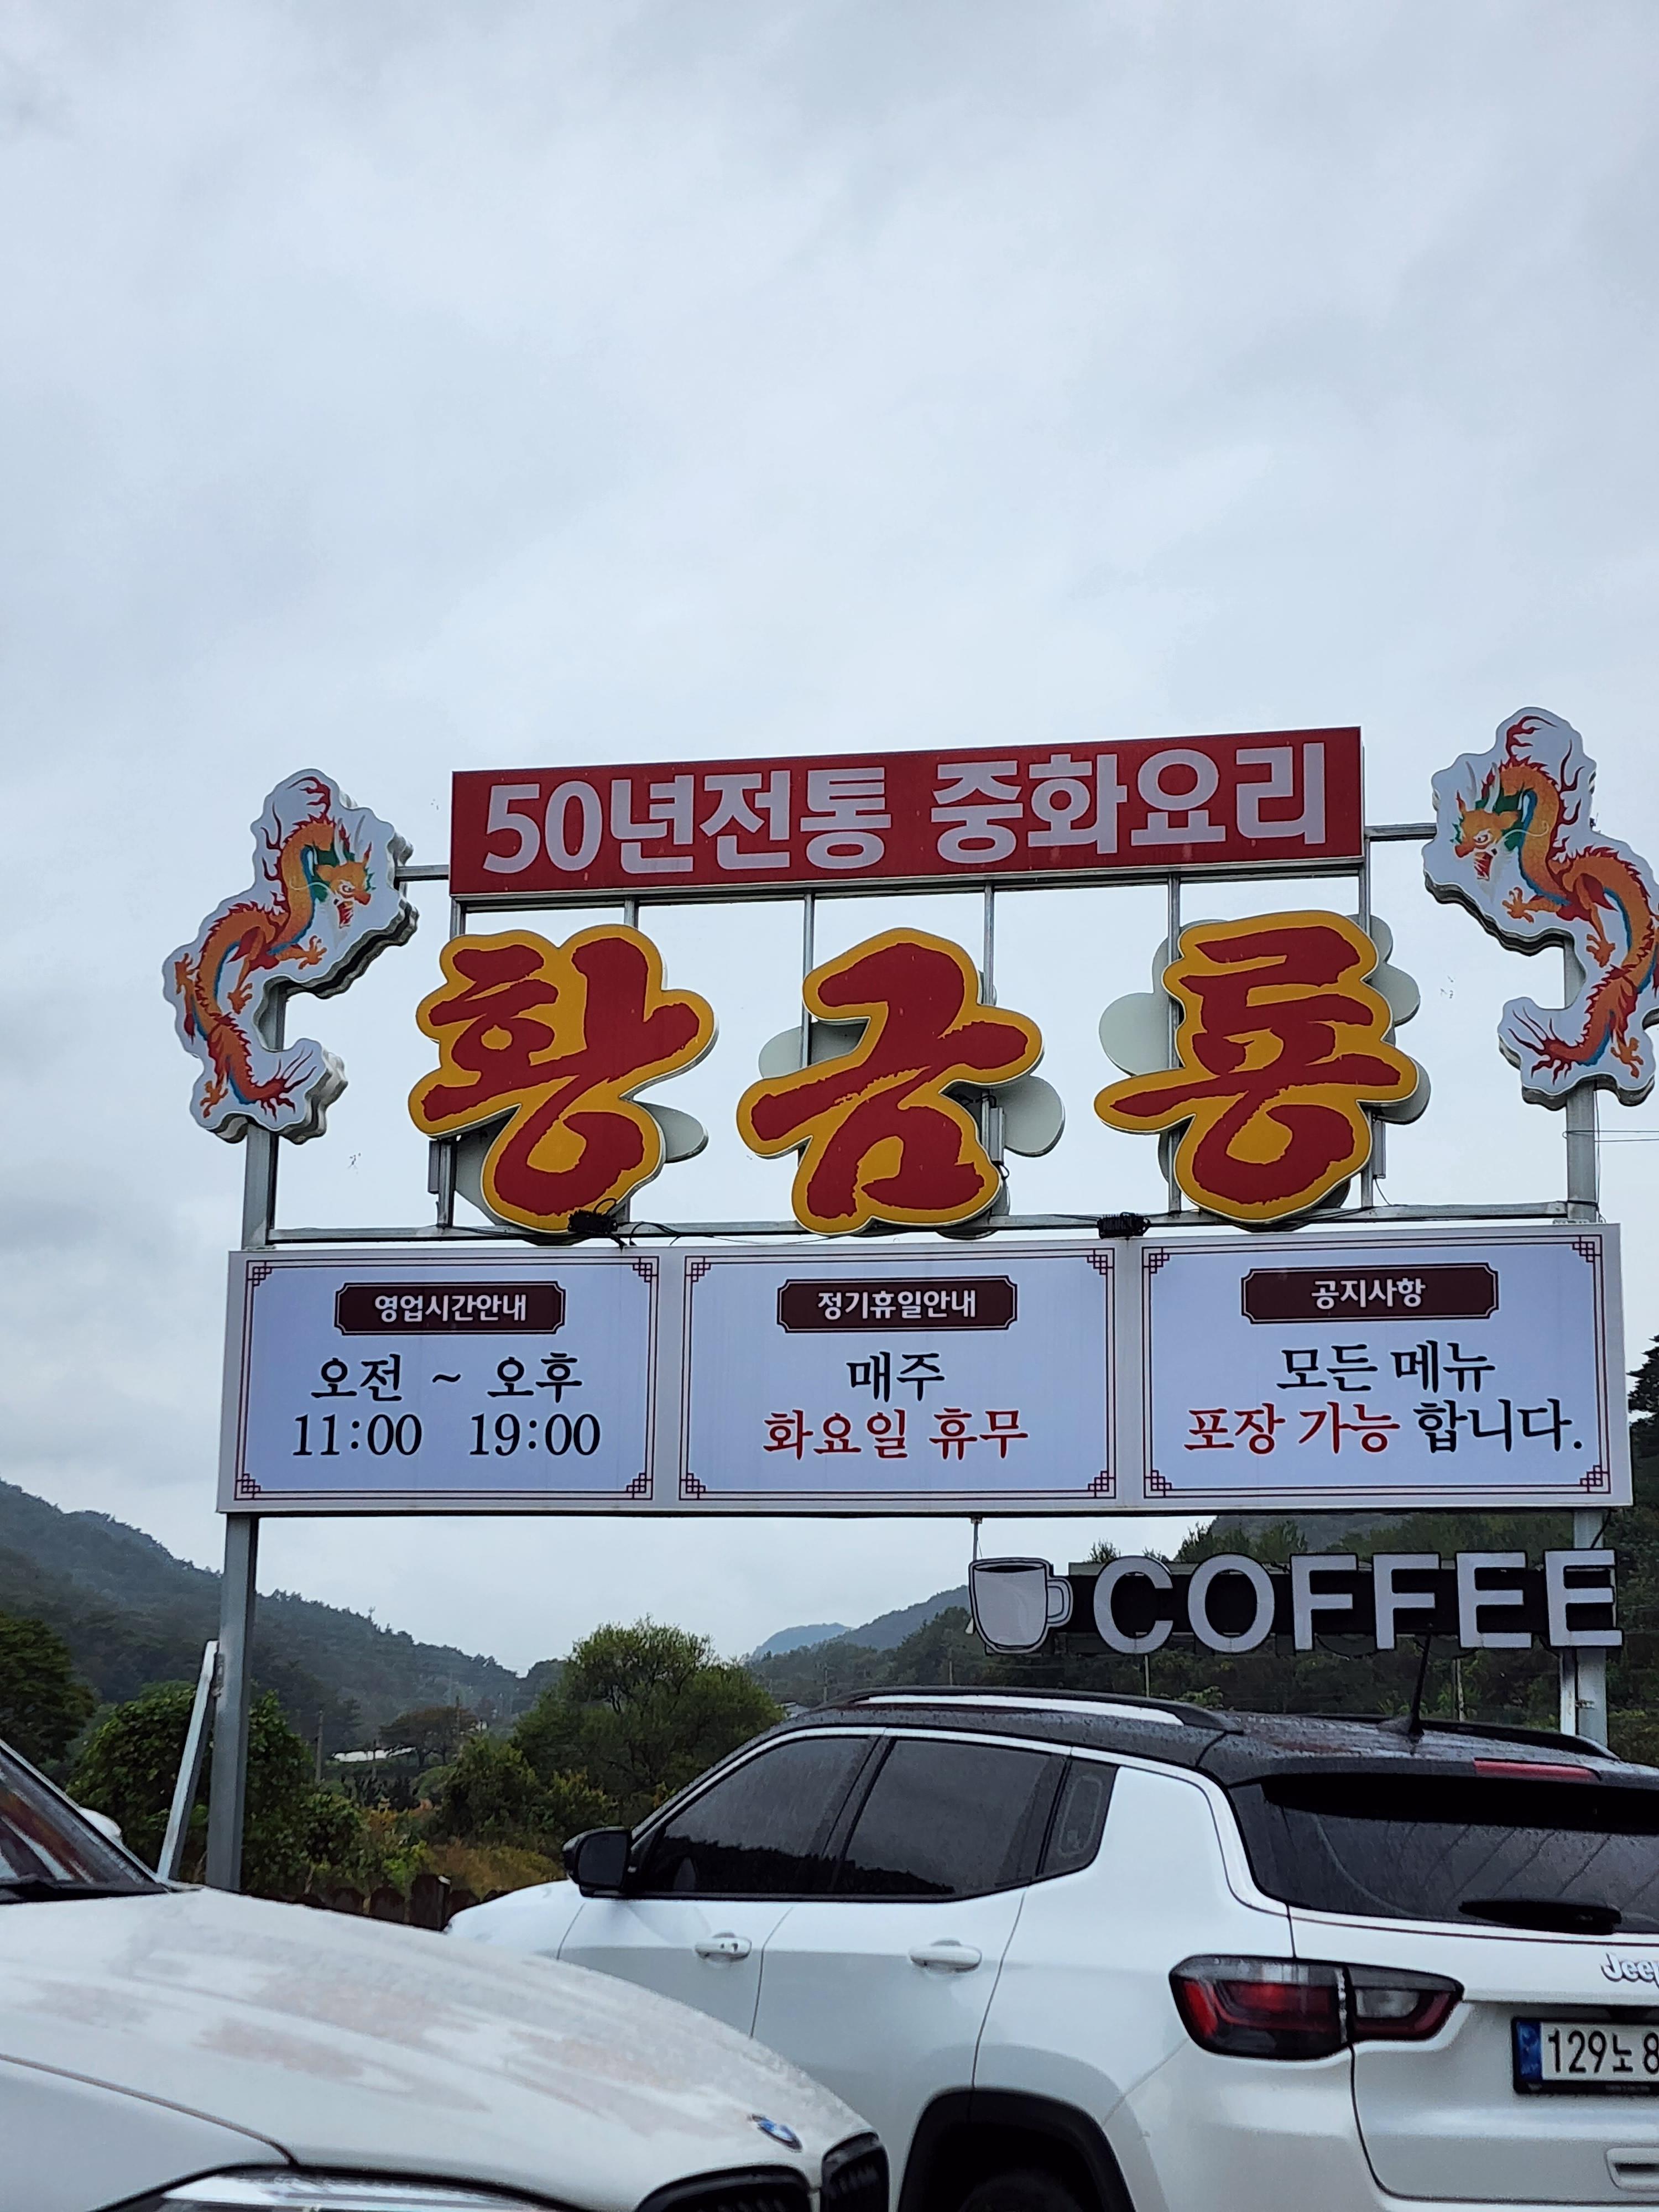 50년전통 중화요리
황금룡
영업시간안내
오전 ~ 오후
11:00 19:00
정기휴일안내
매주
화요일 휴무
공지사항
모든 메뉴
포장 가능 합니다.
COFFEE
Jeep
129노8